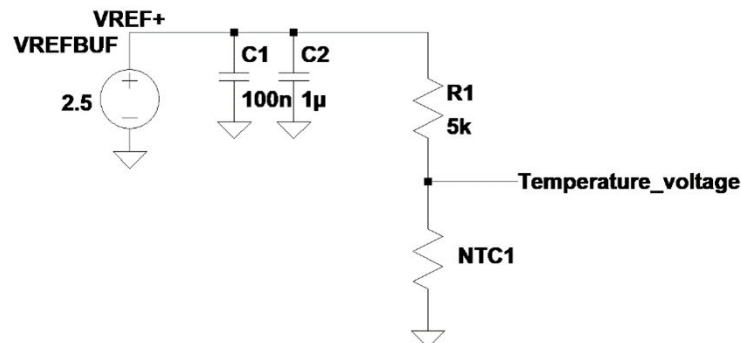 VREF+
VREFBUF
2.5
C1
100n
C2
1µ
R1
5k
Temperature_voltage
NTC1